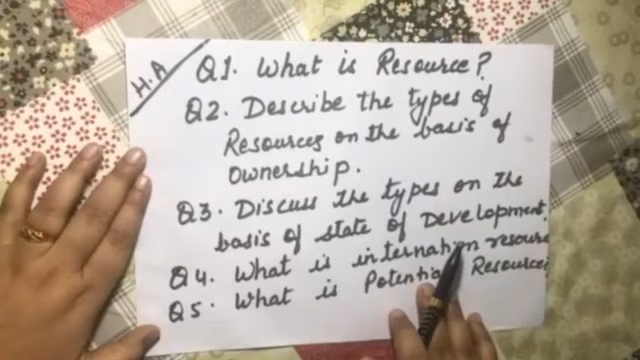 H.A
Q1. What is Resource?
Q2. Describe the types of
Resources on the basis of
ownership.
Q3. Discuss the types on the
basis of state of Development.
Q4. What is internation resource
Q5. What is Potential Resource